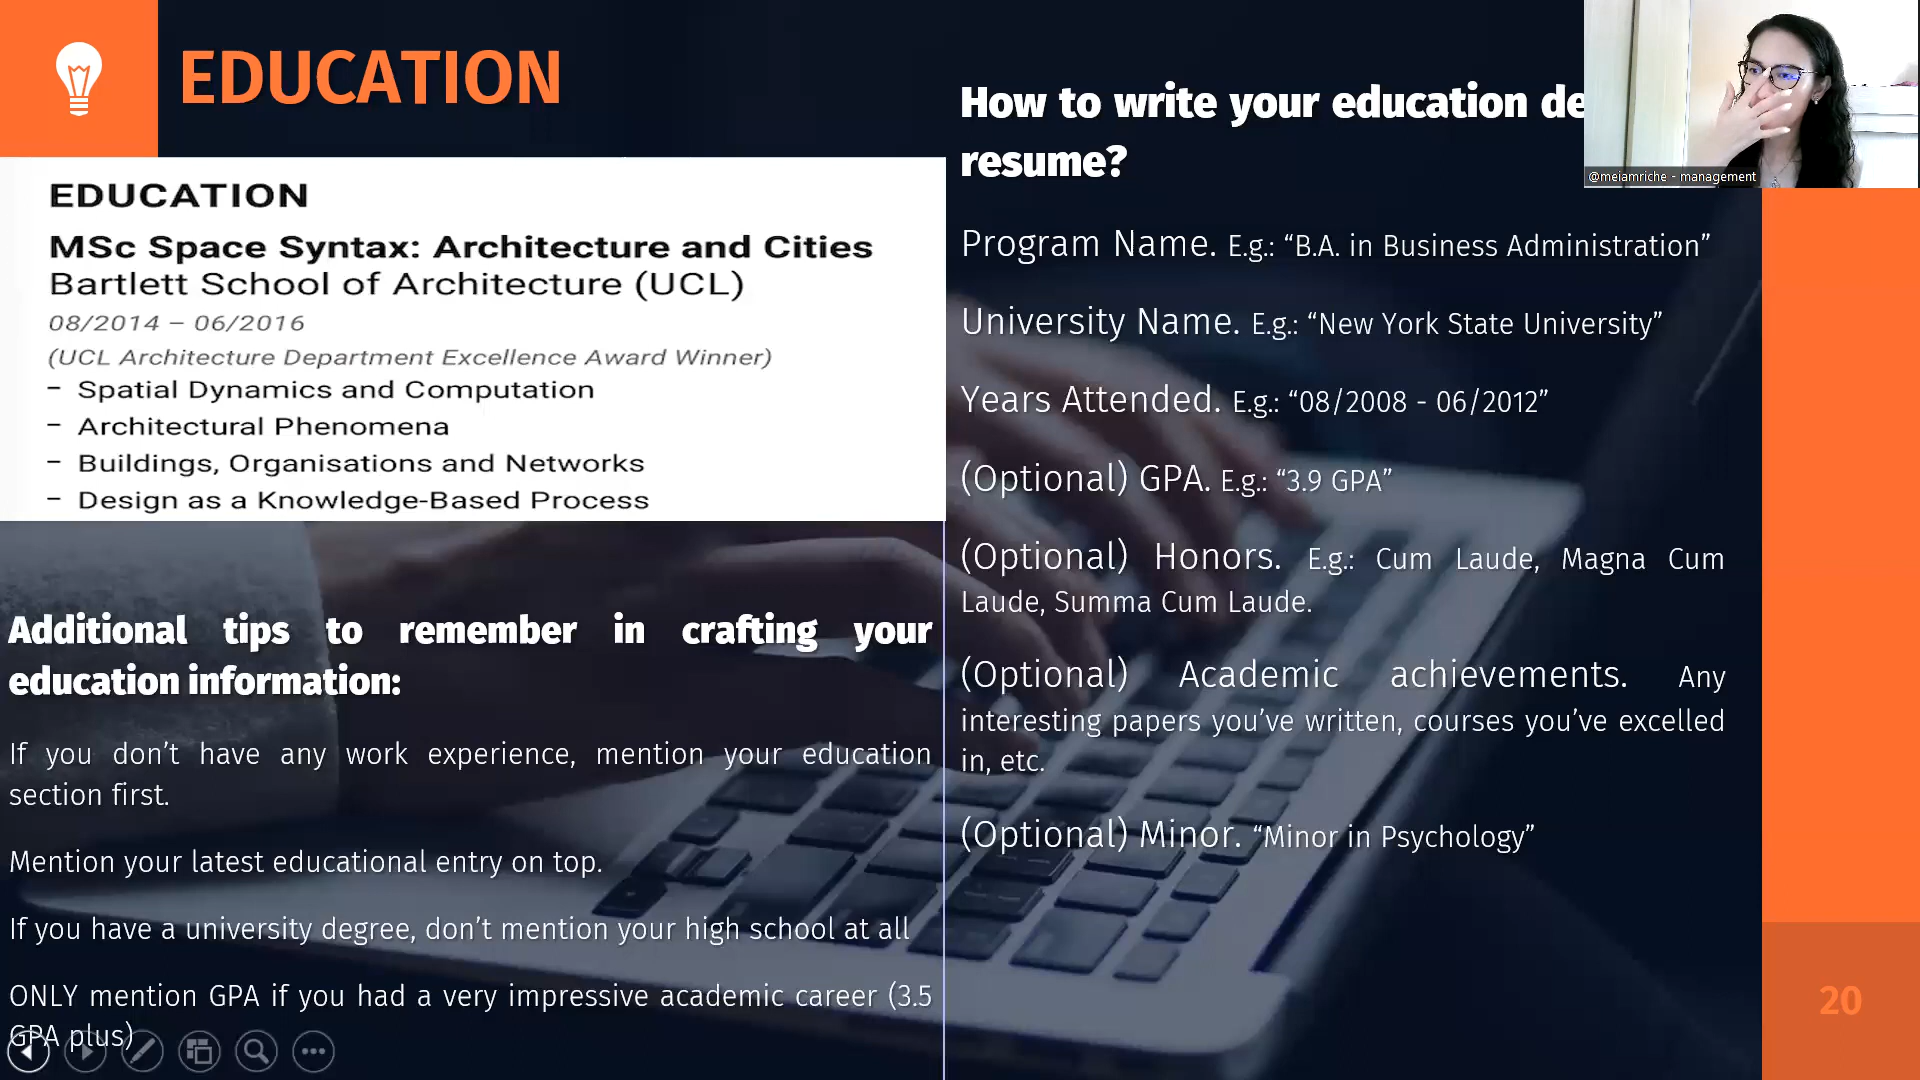 EDUCATION
EDUCATION
MSc Space Syntax: Architecture and Cities
Bartlett School of Architecture (UCL)
08/2014 – 06/2016
(UCL Architecture Department Excellence Award Winner)
– Spatial Dynamics and Computation
– Architectural Phenomena
– Buildings, Organisations and Networks
– Design as a Knowledge-Based Process
Additional tips to remember in crafting your
education information:
If you don’t have any work experience, mention your education
section first.
Mention your latest educational entry on top.
If you have a university degree, don’t mention your high school at all
ONLY mention GPA if you had a very impressive academic career (3.5
GPA plus)
How to write your education
resume?
Program Name. E.g.: “B.A. in Business Administration”
University Name. E.g.: “New York State University”
Years Attended. E.g.: “08/2008 - 06/2012”
(Optional) GPA. E.g.: “3.9 GPA”
(Optional) Honors. E.g.: Cum Laude, Magna Cum
Laude, Summa Cum Laude.
(Optional) Academic achievements. Any
interesting papers you’ve written, courses you’ve excelled
in, etc.
(Optional) Minor. “Minor in Psychology”
@meiamriche - management
20